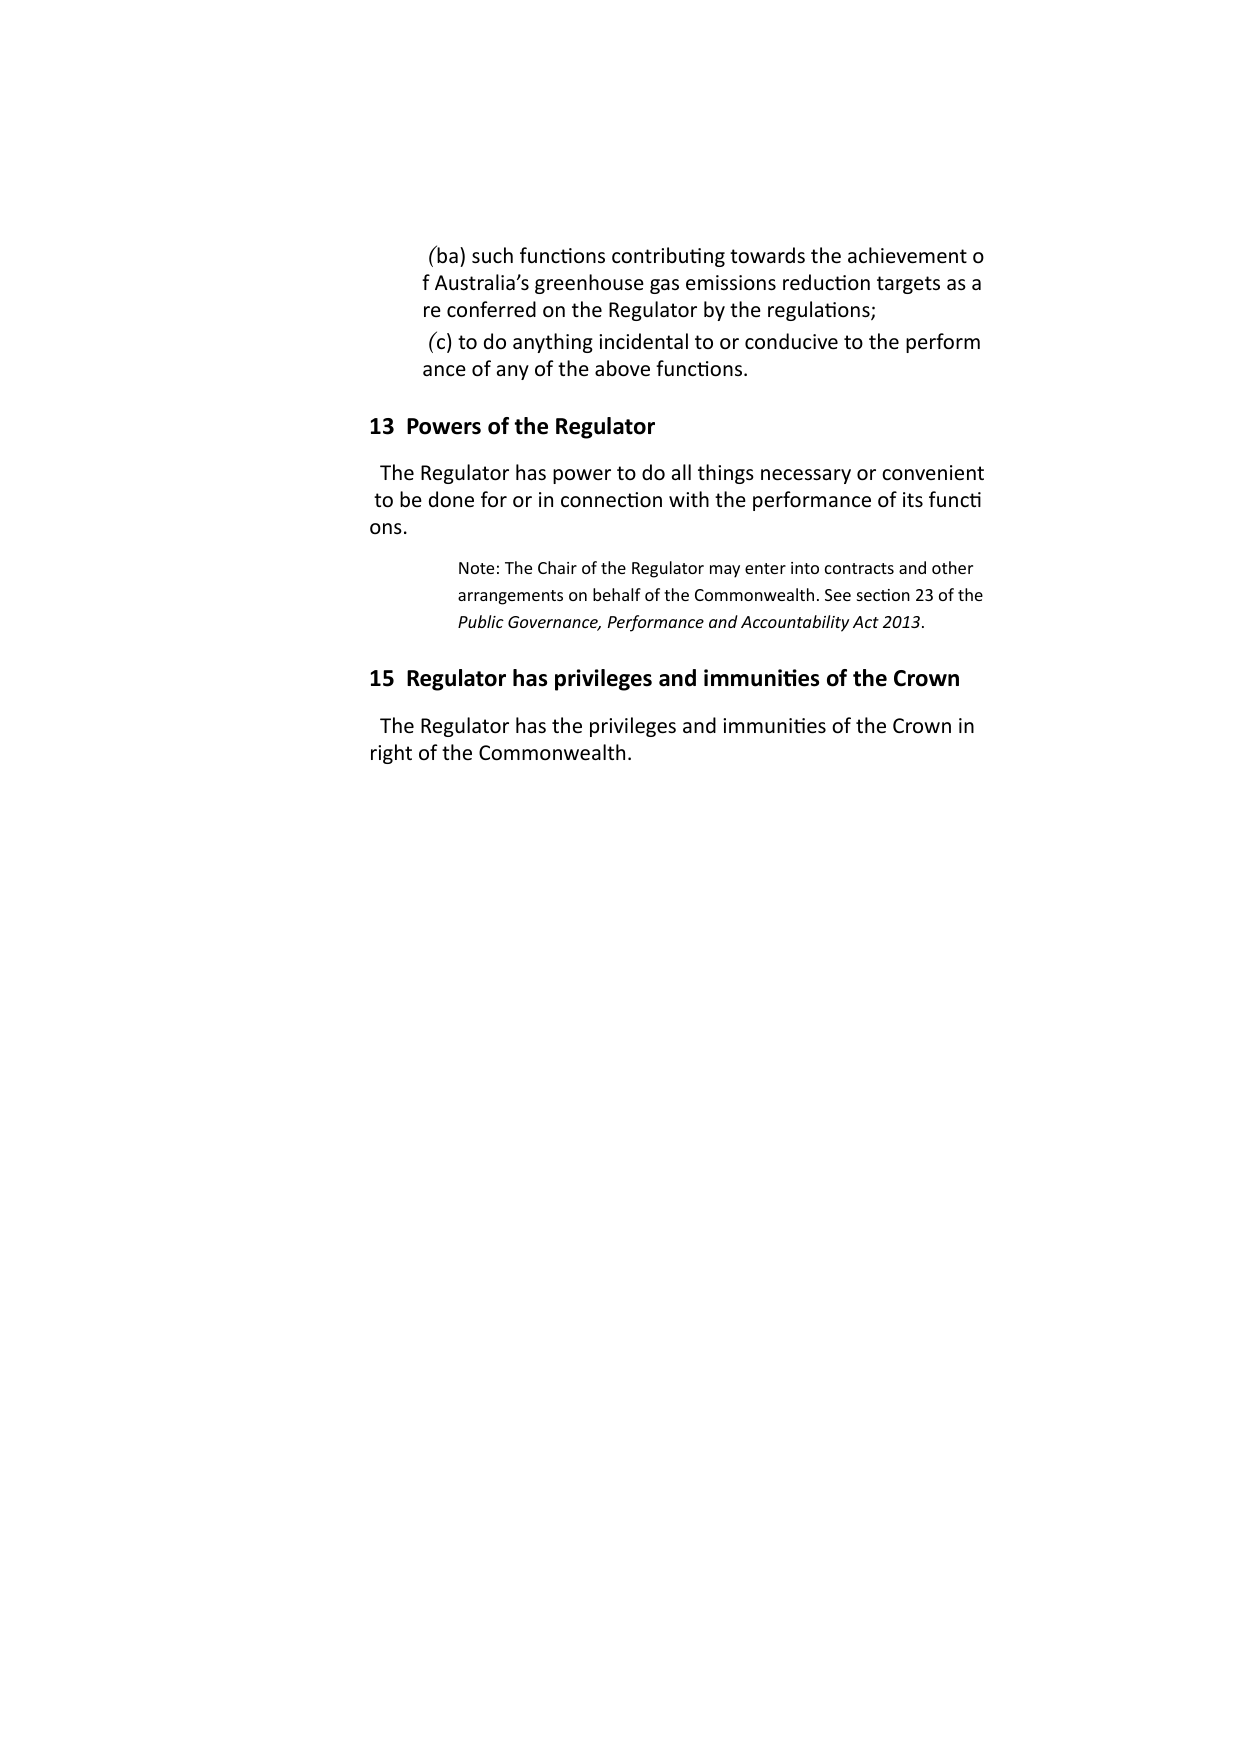 (ba) such functions contributing towards the achievement o
f Australia’s greenhouse gas emissions reduction targets as a
re conferred on the Regulator by the regulations;
(c) to do anything incidental to or conducive to the perform
ance of any of the above functions.
13 Powers of the Regulator
The Regulator has power to do all things necessary or convenient
to be done for or in connection with the performance of its functi
ons.
Note: The Chair of the Regulator may enter into contracts and other
arrangements on behalf of the Commonwealth. See section 23 of the
Public Governance, Performance and Accountability Act 2013.
15 Regulator has privileges and immunities of the Crown
The Regulator has the privileges and immunities of the Crown in
right of the Commonwealth.